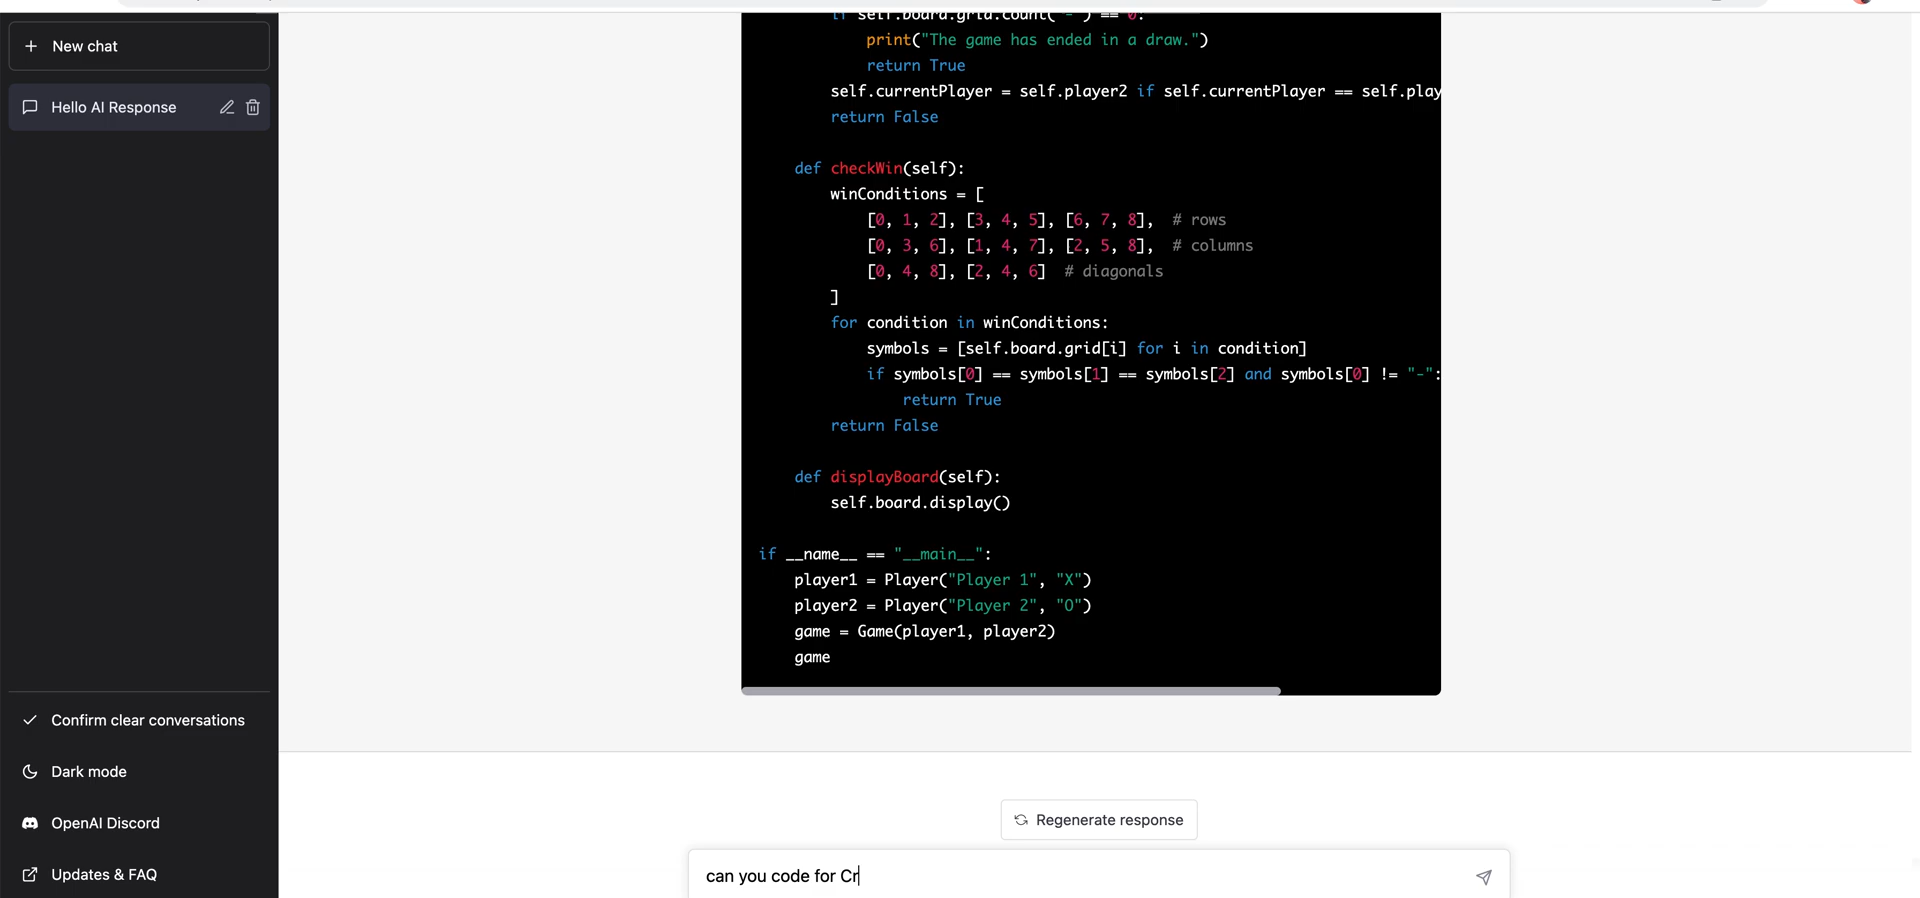 New chat
Hello AI Response
Confirm clear conversations
Dark mode
OpenAI Discord
Updates & FAQ
if self.board.grid.count("-") == 0:
print("The game has ended in a draw.")
return True
self.currentPlayer = self.player2 if self.currentPlayer == self.play
return False
def checkWin(self):
winConditions = [
[0, 1, 2], [3, 4, 5], [6, 7, 8],  # rows
[0, 3, 6], [1, 4, 7], [2, 5, 8],  # columns
[0, 4, 8], [2, 4, 6]  # diagonals
]
for condition in winConditions:
symbols = [self.board.grid[i] for i in condition]
if symbols[0] == symbols[1] == symbols[2] and symbols[0] != "-":
return True
return False
def displayBoard(self):
self.board.display()
if __name__ == "__main__":
player1 = Player("Player 1", "X")
player2 = Player("Player 2", "O")
game = Game(player1, player2)
game
Regenerate response
can you code for Cr